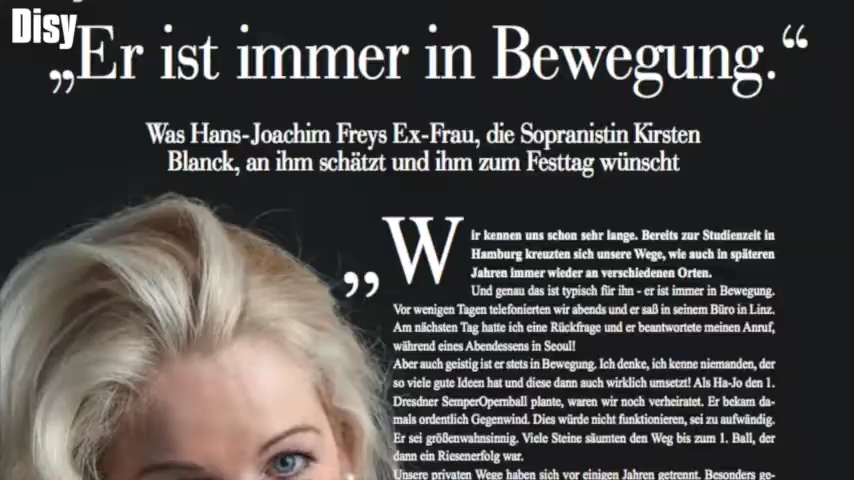 Disy
„Er ist immer in Bewegung.“
Was Hans-Joachim Freys Ex-Frau, die Sopranistin Kirsten
Blanck, an ihm schätzt und ihm zum Festtag wünscht
„Wir kennen uns schon sehr lange. Bereits zur Studienzeit in
Hamburg kreuzten sich unsere Wege, wie auch in späteren
Jahren immer wieder an verschiedenen Orten.
Und genau das ist typisch für ihn - er ist immer in Bewegung.
Vor wenigen Tagen telefonierten wir abends und er saß in seinem Büro in Linz.
Am nächsten Tag hatte ich eine Rückfrage und er beantwortete meinen Anruf,
während eines Abendessens in Seoul!
Aber auch geistig ist er stets in Bewegung. Ich denke, ich kenne niemanden, der
so viele gute Ideen hat und diese dann auch wirklich umsetzt! Als Ha-Jo den 1.
Dresdner SemperOpernball plante, waren wir noch verheiratet. Er bekam da-
mals ordentlich Gegenwind. Dies würde nicht funktionieren, sei zu aufwändig.
Er sei größenwahnsinnig. Viele Steine säumten den Weg bis zum 1. Ball, der
dann ein Riesenerfolg war.
Unsere privaten Wege haben sich vor einigen Jahren getrennt. Besonders ge-